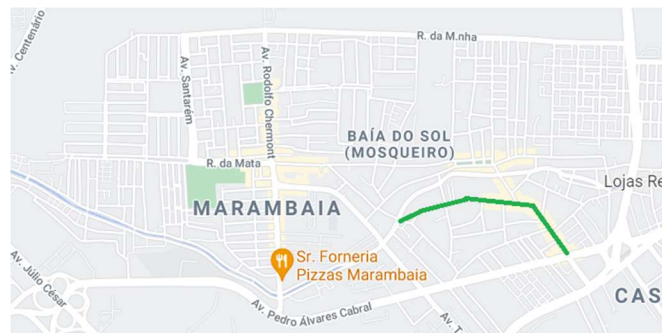 Av. Centenário
Av. Santarém
Av. Rodolfo Chermont
R. da M.nha
BAÍA DO SOL
(MOSQUEIRO)
R. da Mata
Lojas Re
MARAMBAIA
Sr. Forneria
Pizzas Marambaia
Av. Júlio César
Av. Pedro Álvares Cabral
Av. T
CAS